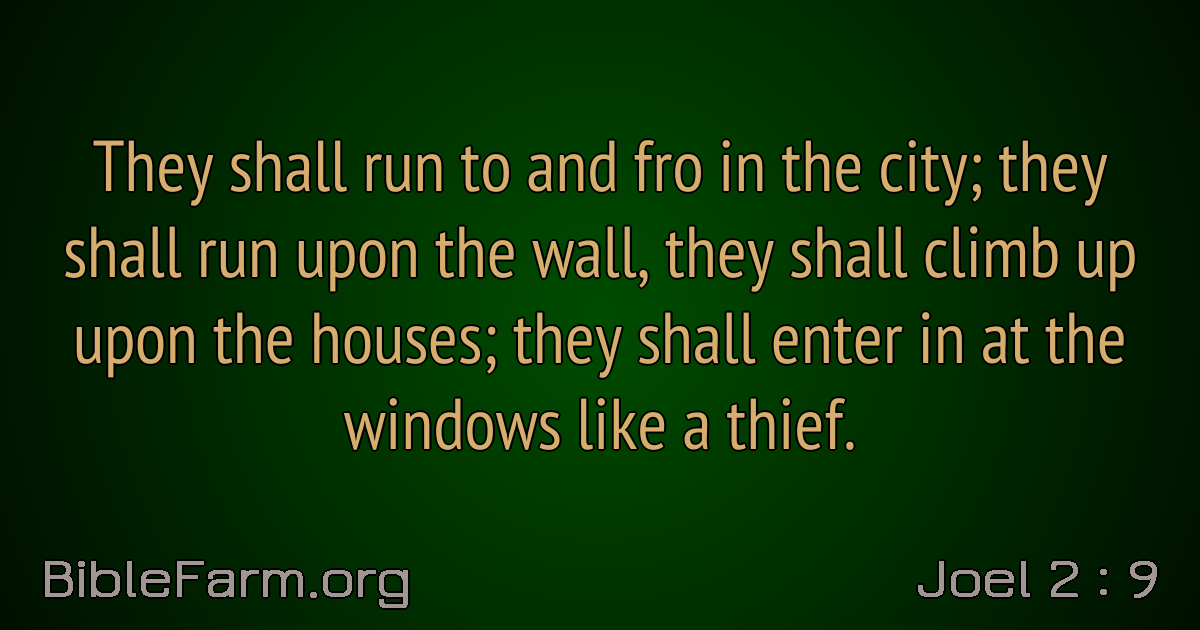 They shall run to and fro in the city; they
shall run upon the wall, they shall climb up
upon the houses; they shall enter in at the
windows like a thief.
BibleFarm.org
Joel 2 : 9